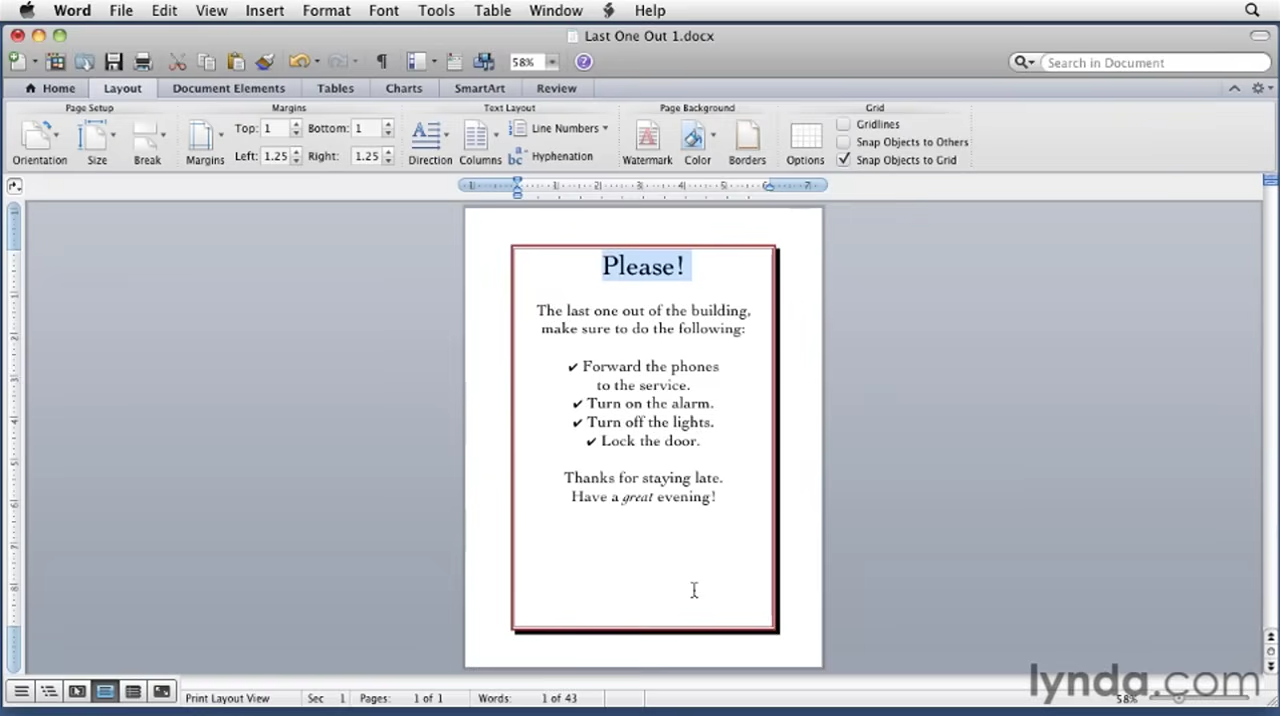 Word File Edit View Insert Format Font Tools Table Window Help
Last One Out 1.docx
58% Search in Document
Home Layout Document Elements Tables Charts SmartArt Review
Page Setup Margins Text Layout Page Background Grid
Top: 1 Bottom: 1 Line Numbers Gridlines
Snap Objects to Others
Left: 1.25 Right: 1.25 Hyphenation
Orientation Size Break Margins Direction Columns Watermark Color Borders Options Snap Objects to Grid
Please!
The last one out of the building,
make sure to do the following:
✔ Forward the phones
to the service.
✔ Turn on the alarm.
✔ Turn off the lights.
✔ Lock the door.
Thanks for staying late.
Have a great evening!
lynda.com
Print Layout View Sec 1 Pages: 1 of 1 Words: 1 of 43 58%